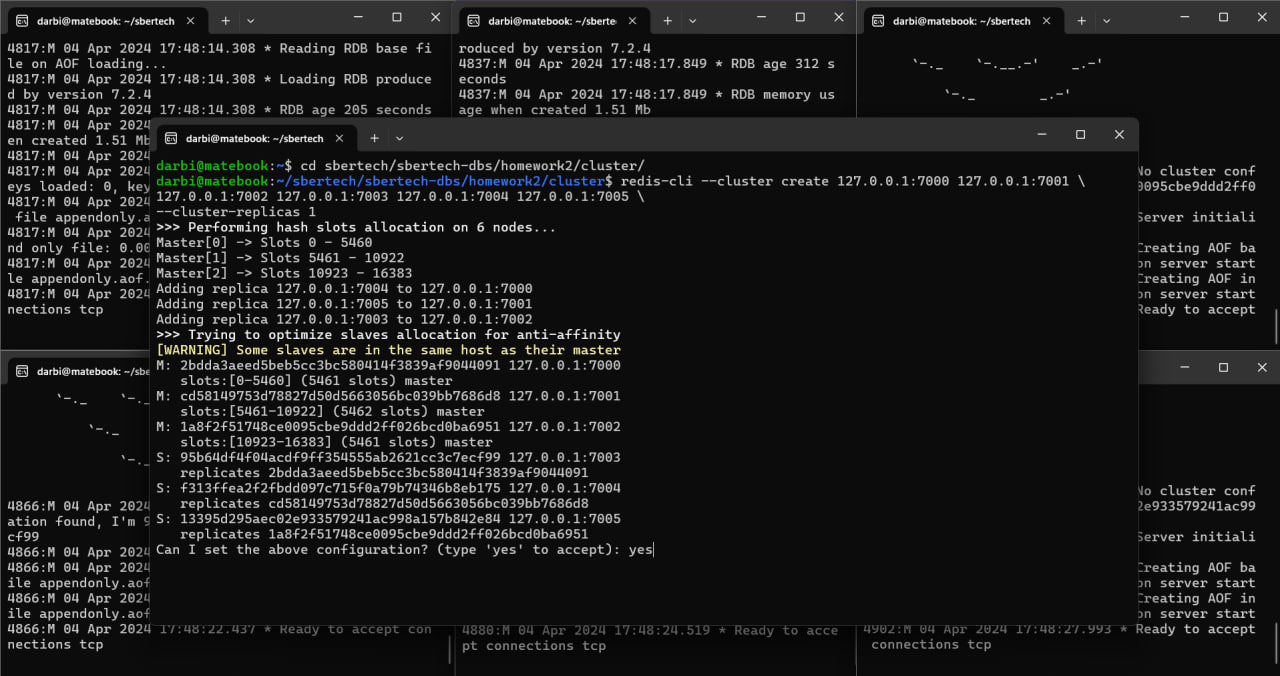 darbi@matebook: ~/sbertech
4817:M 04 Apr 2024 17:48:14.308 * Reading RDB base fi
le on AOF loading...
4817:M 04 Apr 2024 17:48:14.308 * Loading RDB produce
d by version 7.2.4
4817:M 04 Apr 2024 17:48:14.308 * RDB age 205 seconds
4817:M 04 Apr 2024
en created 1.51 Mb
4817:M 04 Apr 2024
eys loaded: 0, key
4817:M 04 Apr 2024
file appendonly.a
4817:M 04 Apr 2024
nd only file: 0.00
4817:M 04 Apr 2024
le appendonly.aof.
4817:M 04 Apr 2024
nections tcp
darbi@matebook: ~/sberte
roduced by version 7.2.4
4837:M 04 Apr 2024 17:48:17.849 * RDB age 312 s
econds
4837:M 04 Apr 2024 17:48:17.849 * RDB memory us
age when created 1.51 Mb
darbi@matebook: ~/sbertech
No cluster conf
0095cbe9ddd2ff0
Server initiali
Creating AOF ba
on server start
Creating AOF in
on server start
Ready to accept
darbi@matebook: ~/sbertech
darbi@matebook:~$ cd sbertech/sbertech-dbs/homework2/cluster/
darbi@matebook:~/sbertech/sbertech-dbs/homework2/cluster$ redis-cli --cluster create 127.0.0.1:7000 127.0.0.1:7001 \
127.0.0.1:7002 127.0.0.1:7003 127.0.0.1:7004 127.0.0.1:7005 \
--cluster-replicas 1
>>> Performing hash slots allocation on 6 nodes...
Master[0] -> Slots 0 - 5460
Master[1] -> Slots 5461 - 10922
Master[2] -> Slots 10923 - 16383
Adding replica 127.0.0.1:7004 to 127.0.0.1:7000
Adding replica 127.0.0.1:7005 to 127.0.0.1:7001
Adding replica 127.0.0.1:7003 to 127.0.0.1:7002
>>> Trying to optimize slaves allocation for anti-affinity
[WARNING] Some slaves are in the same host as their master
M: 2bdda3aeed5beb5cc3bc580414f3839af9044091 127.0.0.1:7000
slots:[0-5460] (5461 slots) master
M: cd58149753d78827d50d5663056bc039bb7686d8 127.0.0.1:7001
slots:[5461-10922] (5462 slots) master
M: 1a8f2f51748ce0095cbe9ddd2ff026bcd0ba6951 127.0.0.1:7002
slots:[10923-16383] (5461 slots) master
S: 95b64df4f04acdf9ff354555ab2621cc3c7ecf99 127.0.0.1:7003
replicates 2bdda3aeed5beb5cc3bc580414f3839af9044091
S: f313ffea2f2fbdd097c715f0a79b74346b8eb175 127.0.0.1:7004
replicates cd58149753d78827d50d5663056bc039bb7686d8
S: 13395d295aec02e933579241ac998a157b842e84 127.0.0.1:7005
replicates 1a8f2f51748ce0095cbe9ddd2ff026bcd0ba6951
Can I set the above configuration? (type 'yes' to accept): yes
darbi@matebook: ~/sbe
4866:M 04 Apr 2024
ation found, I'm 9
cf99
4866:M 04 Apr 2024
4866:M 04 Apr 2024
ile appendonly.aof
4866:M 04 Apr 2024
ile appendonly.aof
4866:M 04 Apr 2024 17:48:22.437 * Ready to accept con
nections tcp
4880:M 04 Apr 2024 17:48:24.519 * Ready to acce
pt connections tcp
No cluster conf
2e933579241ac99
Server initiali
Creating AOF ba
on server start
Creating AOF in
on server start
4902:M 04 Apr 2024 17:48:27.993 * Ready to accept
connections tcp